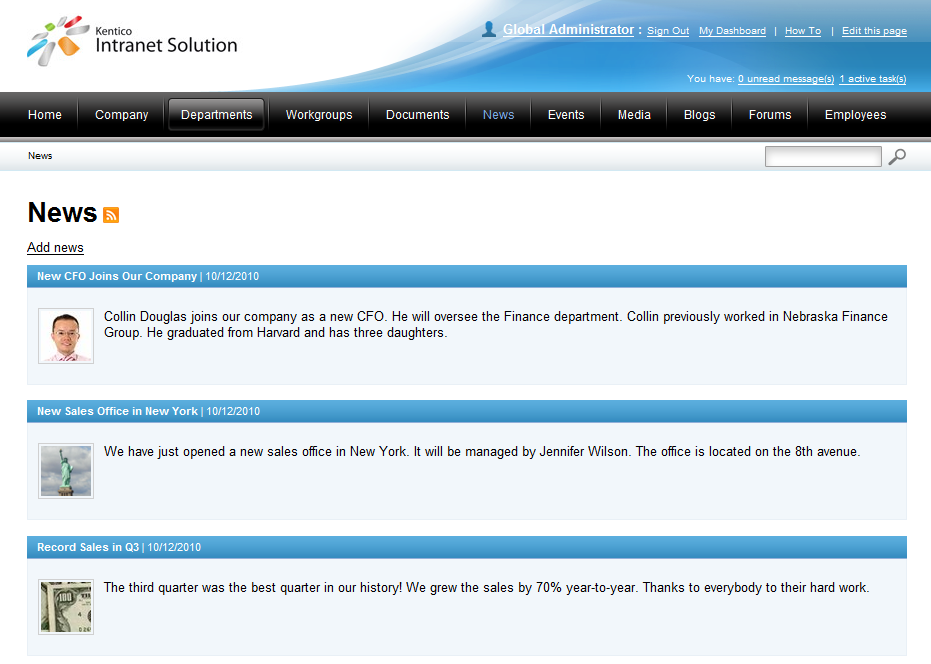 Kentico
Intranet Solution
Global Administrator : Sign Out My Dashboard | How To | Edit this page
You have: 0 unread message(s) 1 active task(s)
Home Company Departments Workgroups Documents News Events Media Blogs Forums Employees
News
News
Add news
New CFO Joins Our Company | 10/12/2010
Collin Douglas joins our company as a new CFO. He will oversee the Finance department. Collin previously worked in Nebraska Finance
Group. He graduated from Harvard and has three daughters.
New Sales Office in New York | 10/12/2010
We have just opened a new sales office in New York. It will be managed by Jennifer Wilson. The office is located on the 8th avenue.
Record Sales in Q3 | 10/12/2010
100
The third quarter was the best quarter in our history! We grew the sales by 70% year-to-year. Thanks to everybody to their hard work.